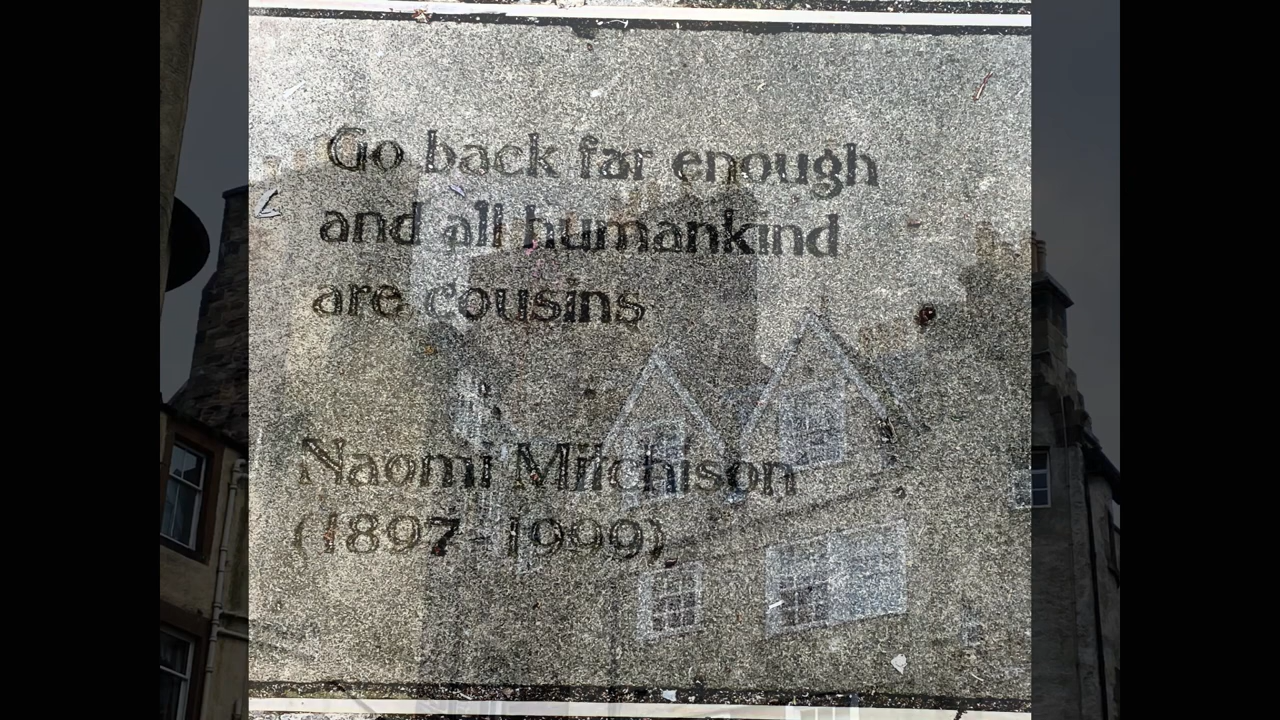 Go back far enough
and all humankind
are cousins
Naomi Mitchison
(1897-1999)